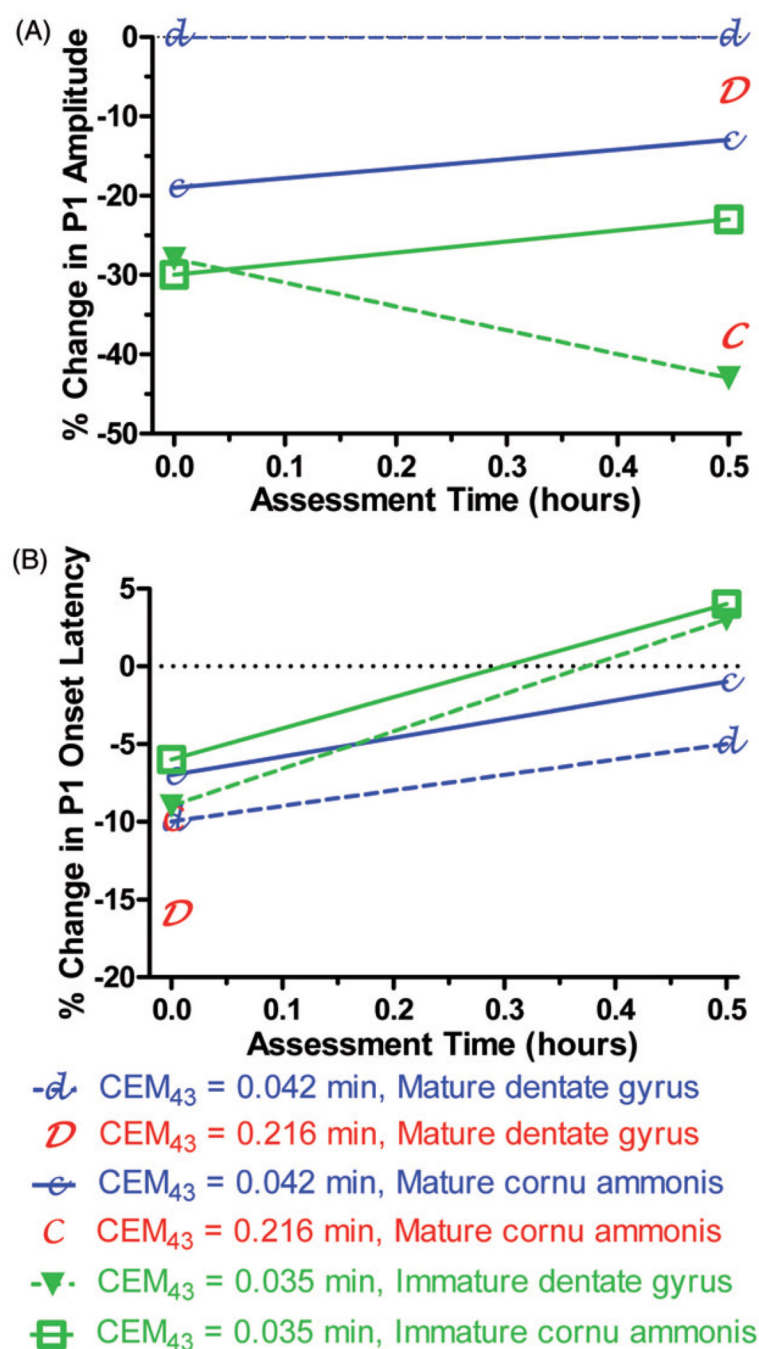 (A)
% Change in P1 Amplitude
0
-10
-20
-30
-40
-50
d
d
D
c
c
C
0.0 0.1 0.2 0.3 0.4 0.5
Assessment Time (hours)
(B)
% Change in P1 Onset Latency
5
0
-5
-10
-15
-20
c
c
d
d
C
D
0.0 0.1 0.2 0.3 0.4 0.5
Assessment Time (hours)
d CEM43 = 0.042 min, Mature dentate gyrus
D CEM43 = 0.216 min, Mature dentate gyrus
c CEM43 = 0.042 min, Mature cornu ammonis
C CEM43 = 0.216 min, Mature cornu ammonis
CEM43 = 0.035 min, Immature dentate gyrus
CEM43 = 0.035 min, Immature cornu ammonis